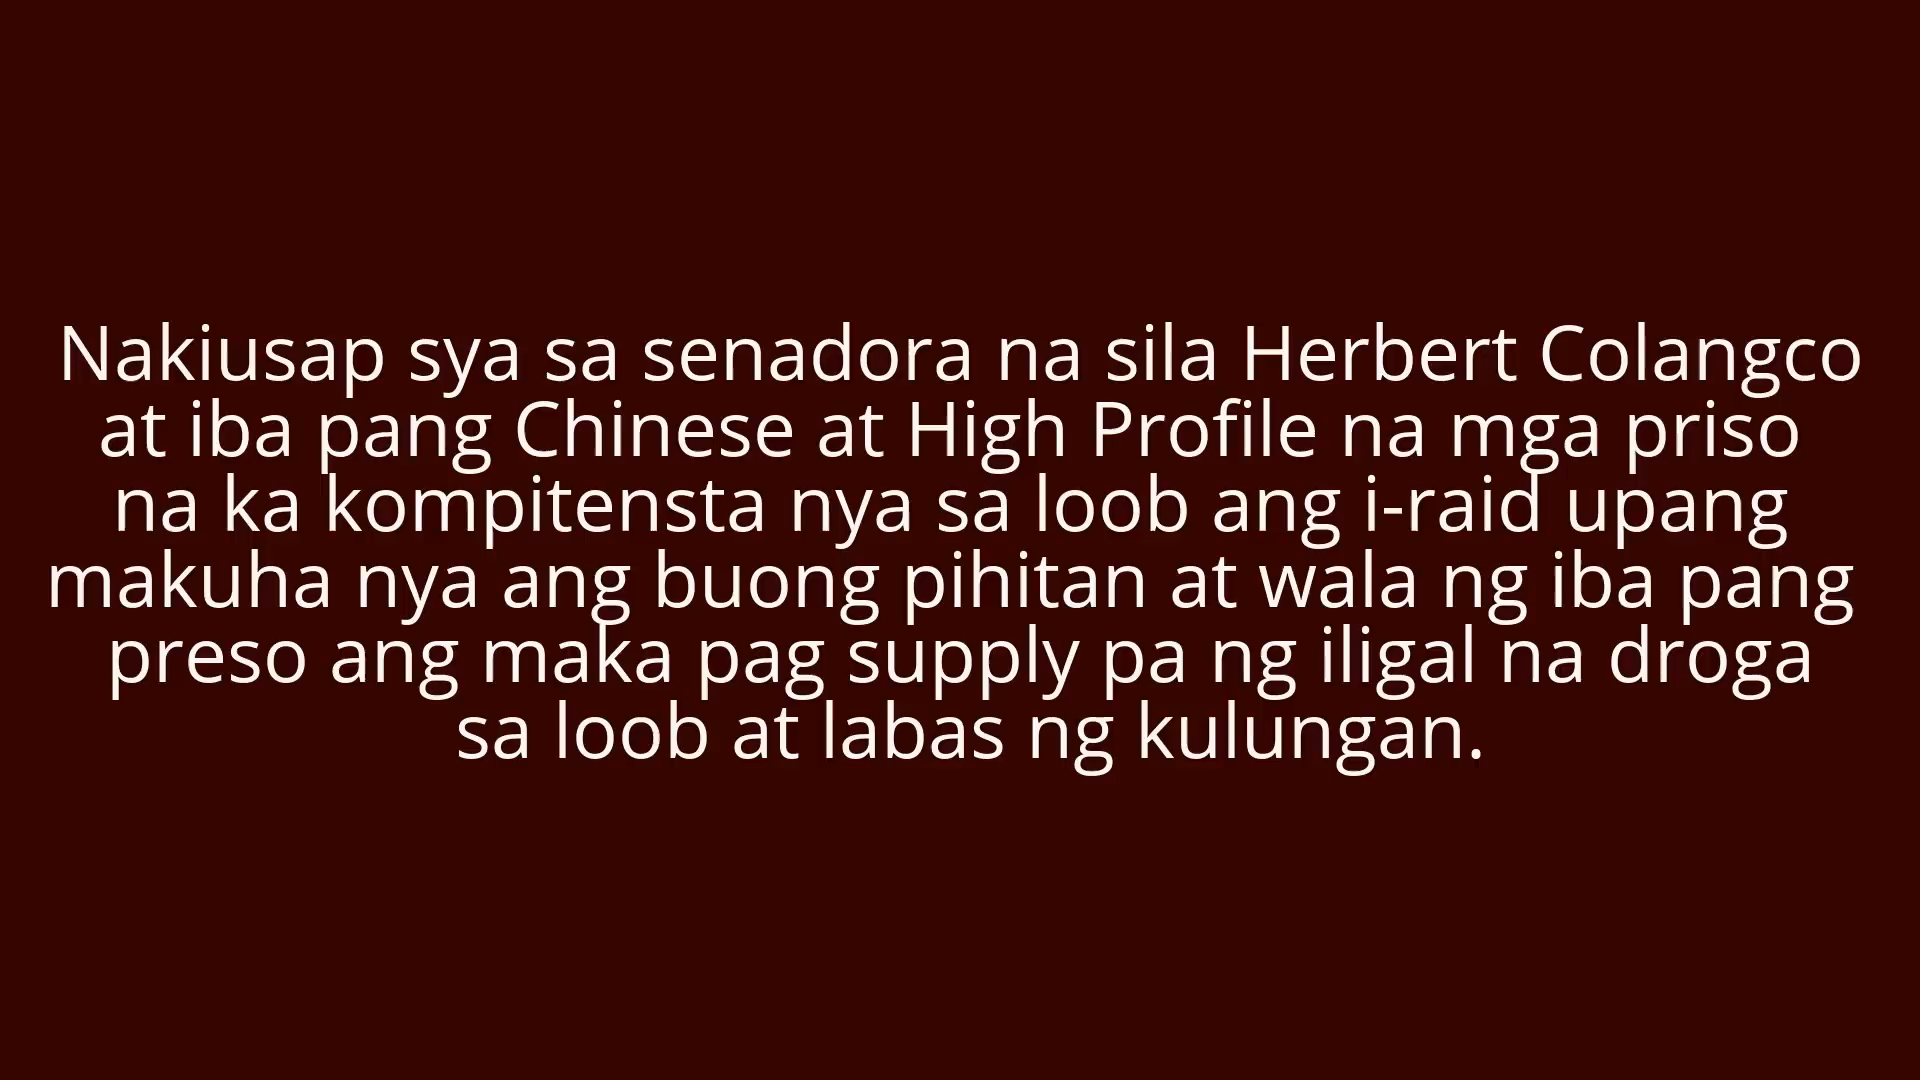 Nakiusap sya sa senadora na sila Herbert Colangco
at iba pang Chinese at High Profile na mga priso
na ka kompitensta nya sa loob ang i-raid upang
makuha nya ang buong pihitan at wala ng iba pang
preso ang maka pag supply pa ng iligal na droga
sa loob at labas ng kulungan.